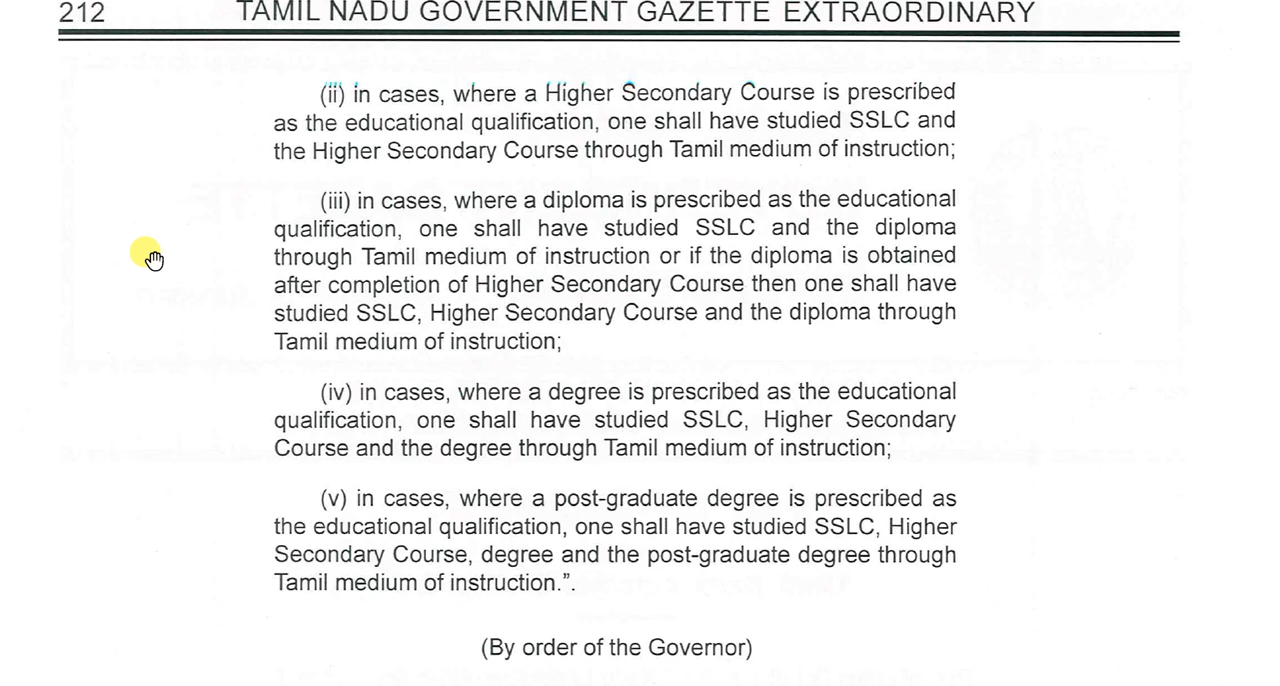 212 TAMIL NADU GOVERNMENT GAZETTE EXTRAORDINARY
(ii) in cases, where a Higher Secondary Course is prescribed
as the educational qualification, one shall have studied SSLC and
the Higher Secondary Course through Tamil medium of instruction;
(iii) in cases, where a diploma is prescribed as the educational
qualification, one shall have studied SSLC and the diploma
through Tamil medium of instruction or if the diploma is obtained
after completion of Higher Secondary Course then one shall have
studied SSLC, Higher Secondary Course and the diploma through
Tamil medium of instruction;
(iv) in cases, where a degree is prescribed as the educational
qualification, one shall have studied SSLC, Higher Secondary
Course and the degree through Tamil medium of instruction;
(v) in cases, where a post-graduate degree is prescribed as
the educational qualification, one shall have studied SSLC, Higher
Secondary Course, degree and the post-graduate degree through
Tamil medium of instruction.”.
(By order of the Governor)